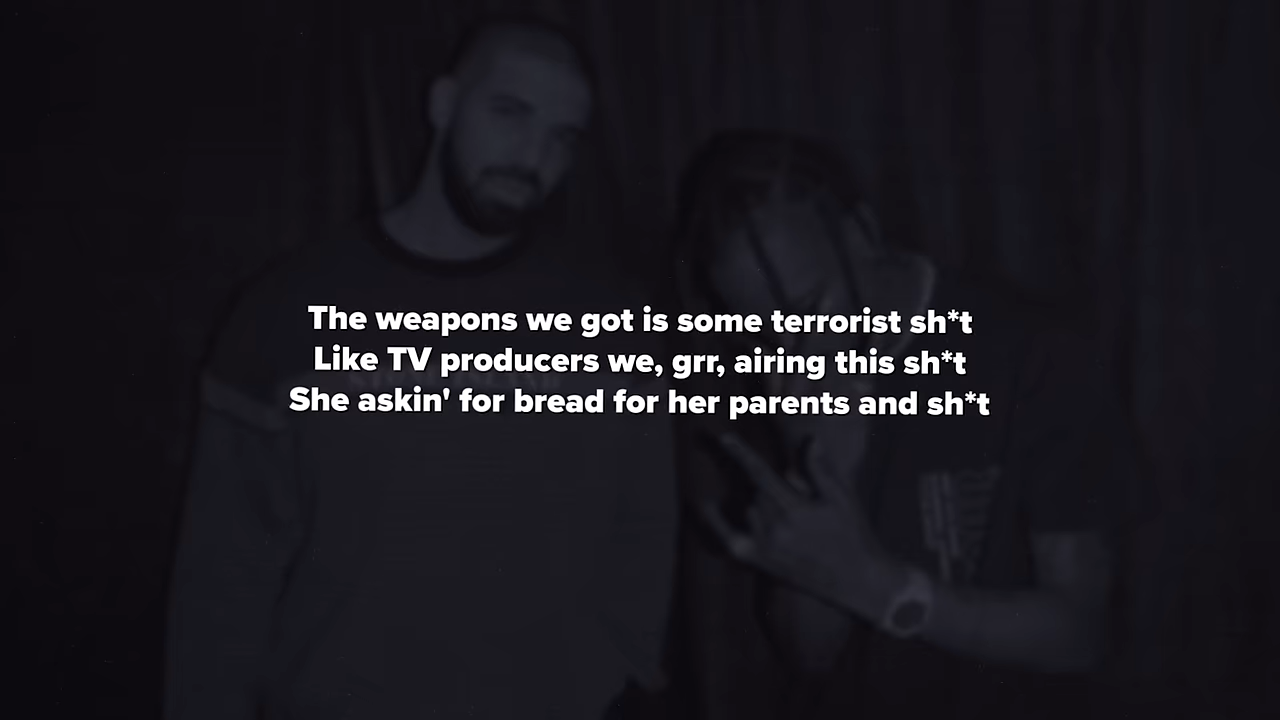 The weapons we got is some terrorist sh*t
Like TV producers we, grr, airing this sh*t
She askin' for bread for her parents and sh*t